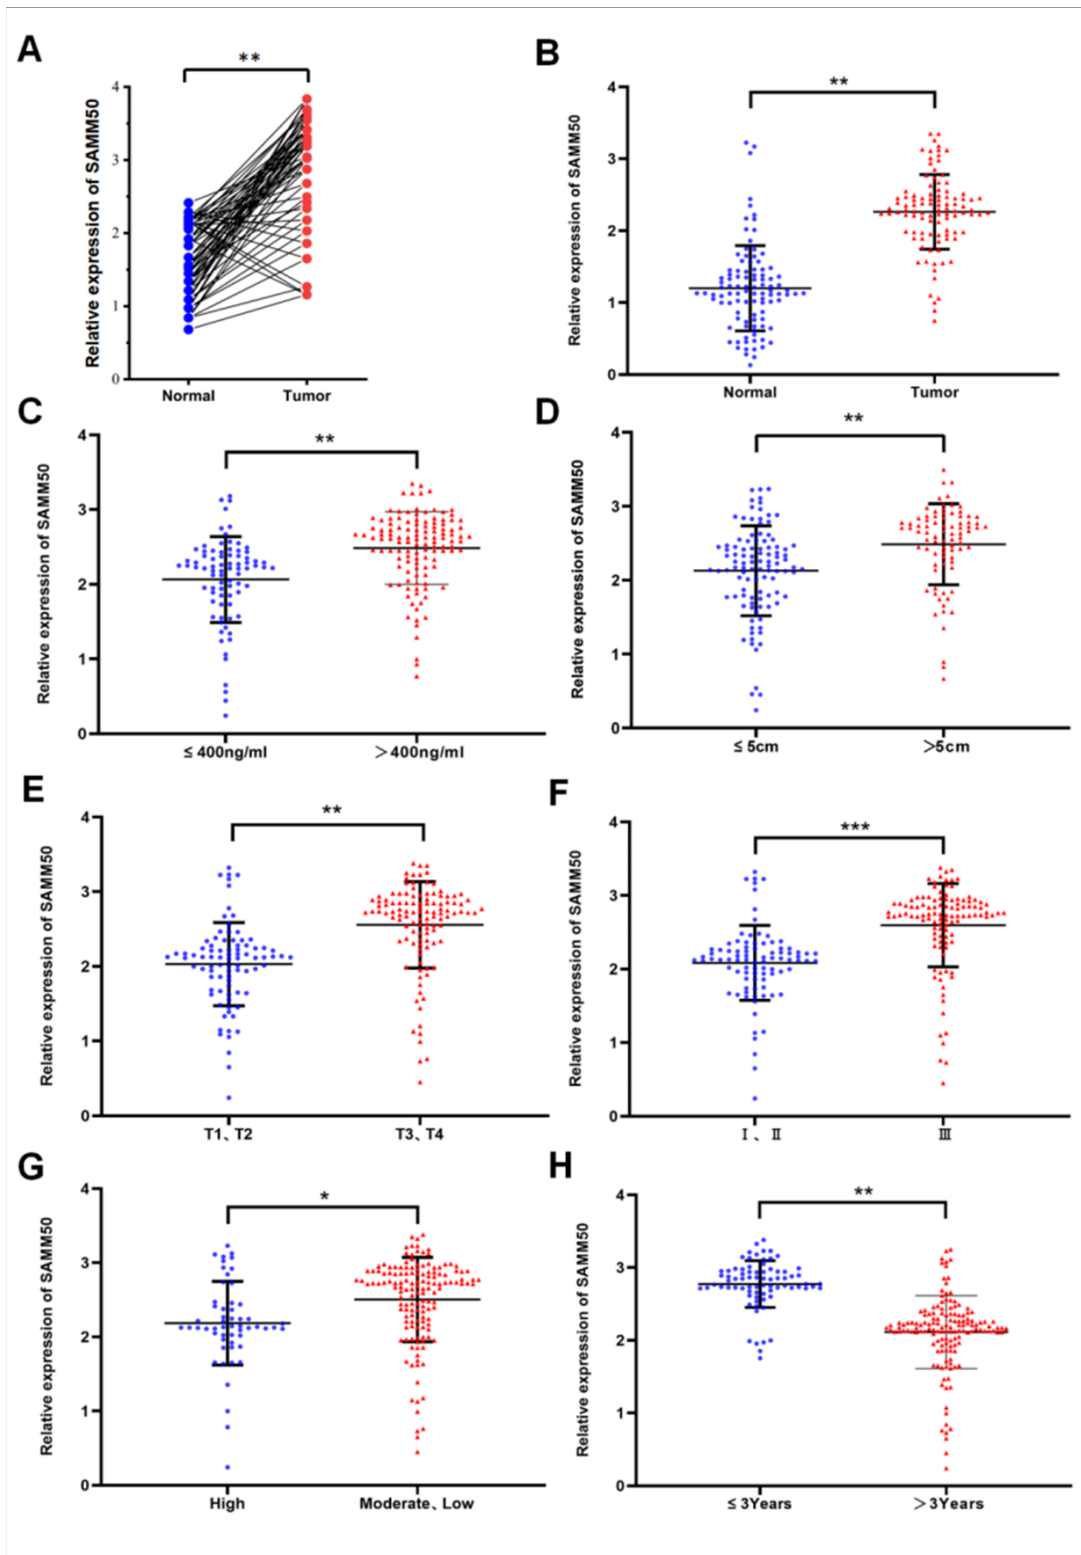 A
**
Relative expression of SAMM50
4
3
2
1
0
Normal
Tumor
B
**
Relative expression of SAMM50
4
3
2
1
0
Normal
Tumor
C
**
Relative expression of SAMM50
4
3
2
1
0
≤ 400ng/ml
＞400ng/ml
D
**
Relative expression of SAMM50
4
3
2
1
0
≤ 5cm
>5cm
E
**
Relative expression of SAMM50
4
3
2
1
0
T1、T2
T3、T4
F
***
Relative expression of SAMM50
4
3
2
1
0
Ⅰ、Ⅱ
Ⅲ
G
*
Relative expression of SAMM50
4
3
2
1
0
High
Moderate、Low
H
**
Relative expression of SAMM50
4
3
2
1
0
≤ 3Years
＞3Years